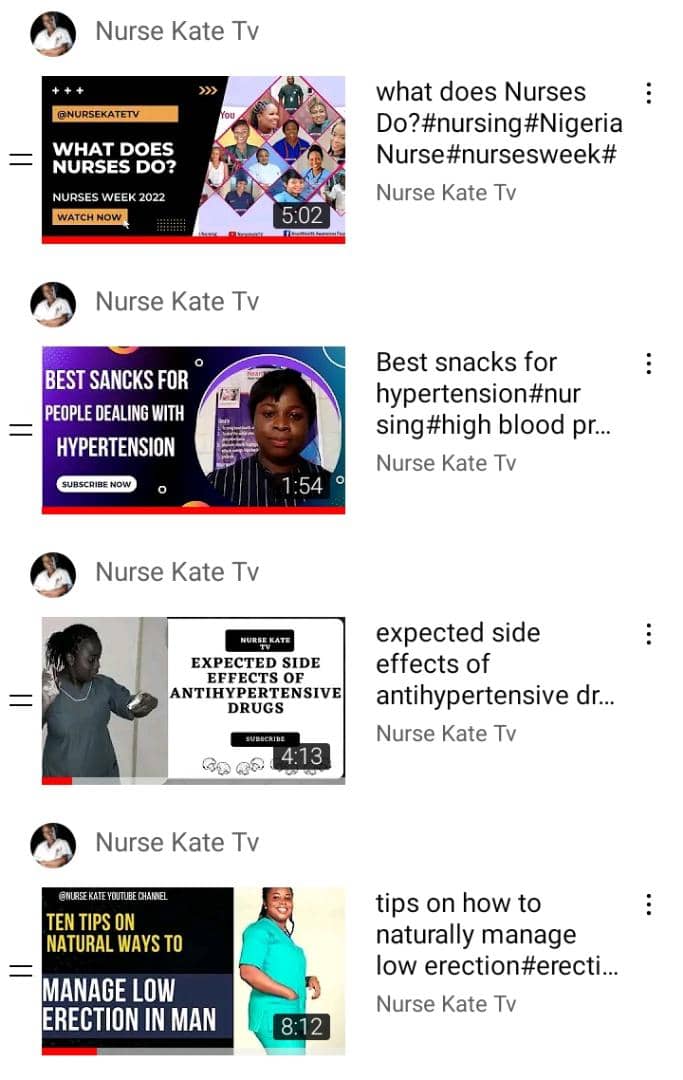 Nurse Kate Tv
@NURSEKATETV
WHAT DOES
NURSES DO?
NURSES WEEK 2022
WATCH NOW
You
5:02
what does Nurses
Do?#nursing#Nigeria
Nurse#nursesweek#
Nurse Kate Tv
Nurse Kate Tv
BEST SANCKS FOR
PEOPLE DEALING WITH
HYPERTENSION
SUBSCRIBE NOW
1:54
Best snacks for
hypertension#nur
sing#high blood pr...
Nurse Kate Tv
Nurse Kate Tv
NURSE KATE
TV
EXPECTED SIDE
EFFECTS OF
ANTIHYPERTENSIVE
DRUGS
SUBSCRIBE
4:13
expected side
effects of
antihypertensive dr...
Nurse Kate Tv
Nurse Kate Tv
@NURSE KATE YOUTUBE CHANNEL
TEN TIPS ON
NATURAL WAYS TO
MANAGE LOW
ERECTION IN MAN
8:12
tips on how to
naturally manage
low erection#erecti...
Nurse Kate Tv